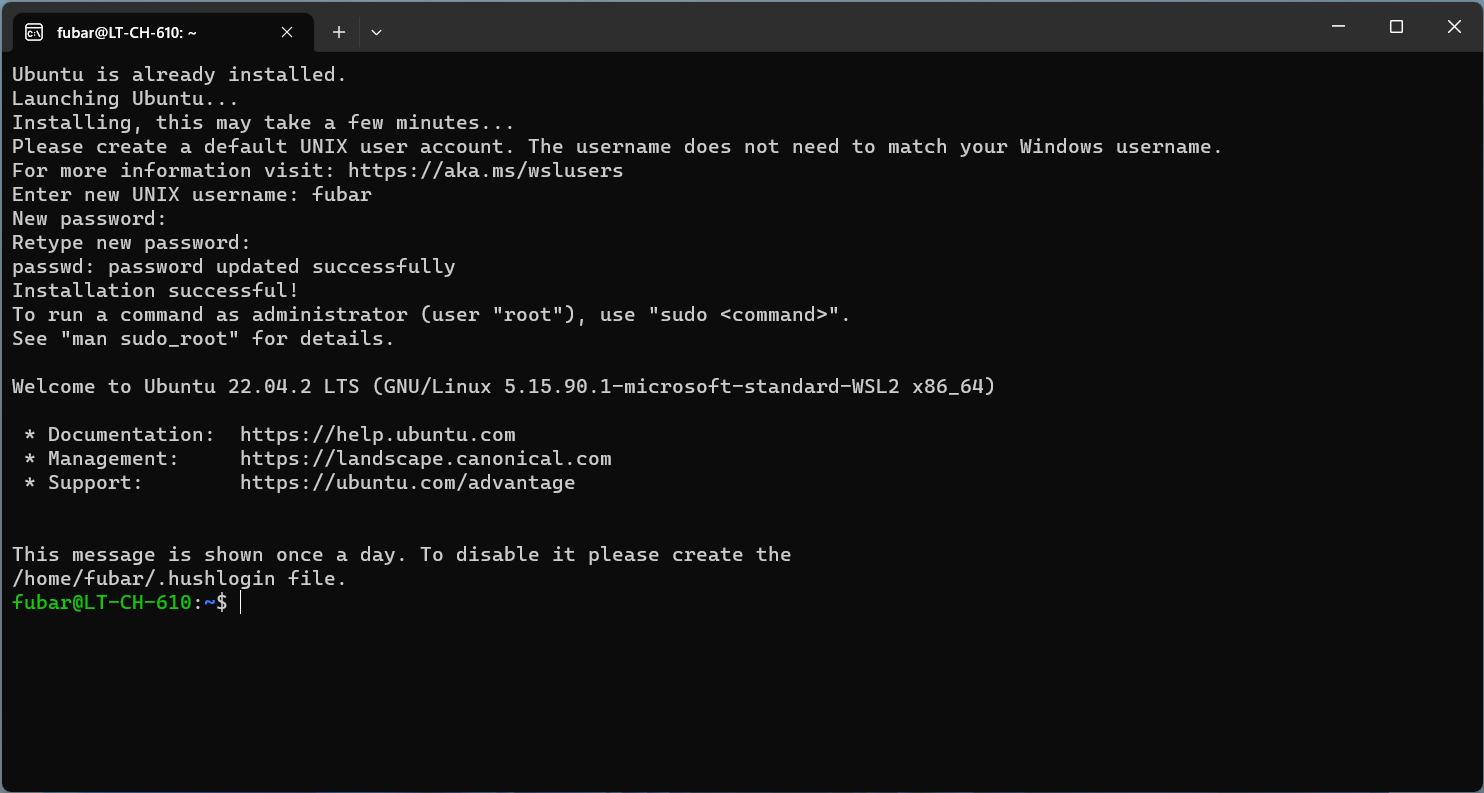 fubar@LT-CH-610: ~
Ubuntu is already installed.
Launching Ubuntu...
Installing, this may take a few minutes...
Please create a default UNIX user account. The username does not need to match your Windows username.
For more information visit: https://aka.ms/wslusers
Enter new UNIX username: fubar
New password:
Retype new password:
passwd: password updated successfully
Installation successful!
To run a command as administrator (user "root"), use "sudo <command>".
See "man sudo_root" for details.

Welcome to Ubuntu 22.04.2 LTS (GNU/Linux 5.15.90.1-microsoft-standard-WSL2 x86_64)

 * Documentation:  https://help.ubuntu.com
 * Management:     https://landscape.canonical.com
 * Support:        https://ubuntu.com/advantage


This message is shown once a day. To disable it please create the
/home/fubar/.hushlogin file.
fubar@LT-CH-610:~$